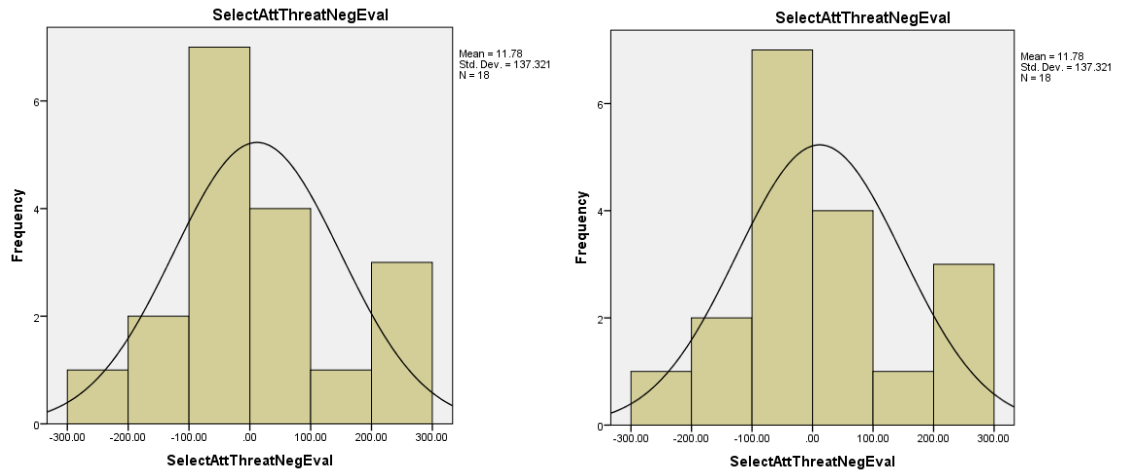 SelectAttThreatNegEval
Mean = 11.78
Std. Dev. = 137.321
N = 18
Frequency
6
4
2
0
-300.00 -200.00 -100.00 .00 100.00 200.00 300.00
SelectAttThreatNegEval
SelectAttThreatNegEval
Mean = 11.78
Std. Dev. = 137.321
N = 18
Frequency
6
4
2
0
-300.00 -200.00 -100.00 .00 100.00 200.00 300.00
SelectAttThreatNegEval